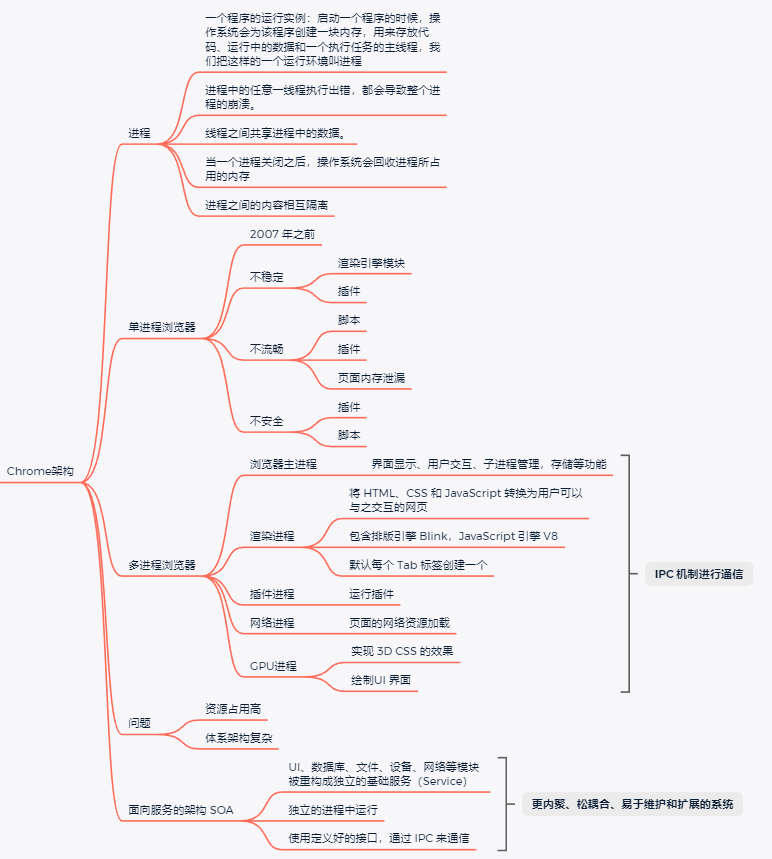 Chrome架构
进程
一个程序的运行实例：启动一个程序的时候，操
作系统会为该程序创建一块内存，用来存放代
码、运行中的数据和一个执行任务的主线程，我
们把这样的一个运行环境叫进程
进程中的任意一线程执行出错，都会导致整个进
程的崩溃。
线程之间共享进程中的数据。
当一个进程关闭之后，操作系统会回收进程所占
用的内存
进程之间的内容相互隔离
单进程浏览器
2007 年之前
不稳定
渲染引擎模块
插件
不流畅
脚本
插件
页面内存泄漏
不安全
插件
脚本
多进程浏览器
浏览器主进程
界面显示、用户交互、子进程管理，存储等功能
渲染进程
将 HTML、CSS 和 JavaScript 转换为用户可以
与之交互的网页
包含排版引擎 Blink，JavaScript 引擎 V8
默认每个 Tab 标签创建一个
插件进程
运行插件
网络进程
页面的网络资源加载
GPU进程
实现 3D CSS 的效果
绘制UI 界面
IPC 机制进行通信
问题
资源占用高
体系架构复杂
面向服务的架构 SOA
UI、数据库、文件、设备、网络等模块
被重构成独立的基础服务（Service）
独立的进程中运行
使用定义好的接口，通过 IPC 来通信
更内聚、松耦合、易于维护和扩展的系统